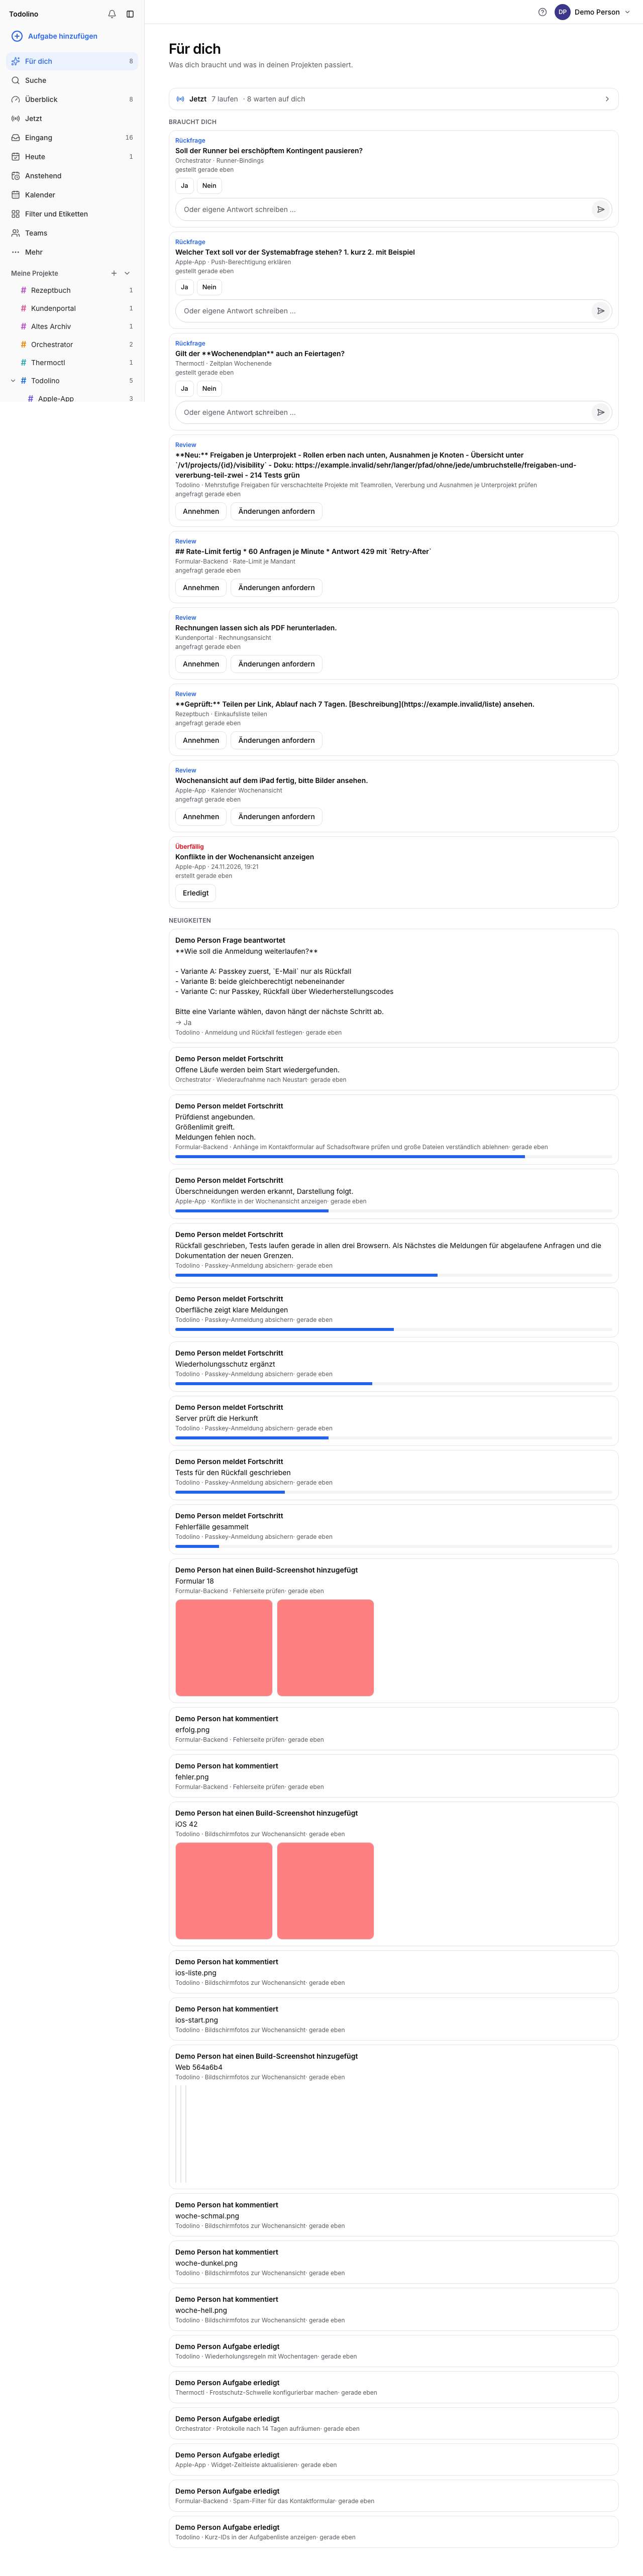 Todolino
Aufgabe hinzufügen
Für dich 8
Suche
Überblick 8
Jetzt
Eingang 16
Heute 1
Anstehend
Kalender
Filter und Etiketten
Teams
Mehr
Meine Projekte
# Rezeptbuch 1
# Kundenportal 1
# Altes Archiv 1
# Orchestrator 2
# Thermoctl 1
# Todolino 5
# Apple-App 3
DP Demo Person
Für dich
Was dich braucht und was in deinen Projekten passiert.
Jetzt 7 laufen · 8 warten auf dich
BRAUCHT DICH
Rückfrage
Soll der Runner bei erschöpftem Kontingent pausieren?
Orchestrator · Runner-Bindings
gestellt gerade eben
Ja Nein
Oder eigene Antwort schreiben ...
Rückfrage
Welcher Text soll vor der Systemabfrage stehen? 1. kurz 2. mit Beispiel
Apple-App · Push-Berechtigung erklären
gestellt gerade eben
Ja Nein
Oder eigene Antwort schreiben ...
Rückfrage
Gilt der **Wochenendplan** auch an Feiertagen?
Thermoctl · Zeitplan Wochenende
gestellt gerade eben
Ja Nein
Oder eigene Antwort schreiben ...
Review
**Neu:** Freigaben je Unterprojekt - Rollen erben nach unten, Ausnahmen je Knoten - Übersicht unter
`/v1/projects/{id}/visibility` - Doku: https://example.invalid/sehr/langer/pfad/ohne/jede/umbruchstelle/freigaben-und-
vererbung-teil-zwei - 214 Tests grün
Todolino · Mehrstufige Freigaben für verschachtelte Projekte mit Teamrollen, Vererbung und Ausnahmen je Unterprojekt prüfen
angefragt gerade eben
Annehmen Änderungen anfordern
Review
## Rate-Limit fertig * 60 Anfragen je Minute * Antwort 429 mit `Retry-After`
Formular-Backend · Rate-Limit je Mandant
angefragt gerade eben
Annehmen Änderungen anfordern
Review
Rechnungen lassen sich als PDF herunterladen.
Kundenportal · Rechnungsansicht
angefragt gerade eben
Annehmen Änderungen anfordern
Review
**Geprüft:** Teilen per Link, Ablauf nach 7 Tagen. [Beschreibung](https://example.invalid/liste) ansehen.
Rezeptbuch · Einkaufsliste teilen
angefragt gerade eben
Annehmen Änderungen anfordern
Review
Wochenansicht auf dem iPad fertig, bitte Bilder ansehen.
Apple-App · Kalender Wochenansicht
angefragt gerade eben
Annehmen Änderungen anfordern
Überfällig
Konflikte in der Wochenansicht anzeigen
Apple-App · 24.11.2026, 19:21
erstellt gerade eben
Erledigt
NEUIGKEITEN
Demo Person Frage beantwortet
**Wie soll die Anmeldung weiterlaufen?**
- Variante A: Passkey zuerst, `E-Mail` nur als Rückfall
- Variante B: beide gleichberechtigt nebeneinander
- Variante C: nur Passkey, Rückfall über Wiederherstellungscodes
Bitte eine Variante wählen, davon hängt der nächste Schritt ab.
→ Ja
Todolino · Anmeldung und Rückfall festlegen· gerade eben
Demo Person meldet Fortschritt
Offene Läufe werden beim Start wiedergefunden.
Orchestrator · Wiederaufnahme nach Neustart· gerade eben
Demo Person meldet Fortschritt
Prüfdienst angebunden.
Größenlimit greift.
Meldungen fehlen noch.
Formular-Backend · Anhänge im Kontaktformular auf Schadsoftware prüfen und große Dateien verständlich ablehnen· gerade eben
Demo Person meldet Fortschritt
Überschneidungen werden erkannt, Darstellung folgt.
Apple-App · Konflikte in der Wochenansicht anzeigen· gerade eben
Demo Person meldet Fortschritt
Rückfall geschrieben, Tests laufen gerade in allen drei Browsern. Als Nächstes die Meldungen für abgelaufene Anfragen und die
Dokumentation der neuen Grenzen.
Todolino · Passkey-Anmeldung absichern· gerade eben
Demo Person meldet Fortschritt
Oberfläche zeigt klare Meldungen
Todolino · Passkey-Anmeldung absichern· gerade eben
Demo Person meldet Fortschritt
Wiederholungsschutz ergänzt
Todolino · Passkey-Anmeldung absichern· gerade eben
Demo Person meldet Fortschritt
Server prüft die Herkunft
Todolino · Passkey-Anmeldung absichern· gerade eben
Demo Person meldet Fortschritt
Tests für den Rückfall geschrieben
Todolino · Passkey-Anmeldung absichern· gerade eben
Demo Person meldet Fortschritt
Fehlerfälle gesammelt
Todolino · Passkey-Anmeldung absichern· gerade eben
Demo Person hat einen Build-Screenshot hinzugefügt
Formular 18
Formular-Backend · Fehlerseite prüfen· gerade eben
Demo Person hat kommentiert
erfolg.png
Formular-Backend · Fehlerseite prüfen· gerade eben
Demo Person hat kommentiert
fehler.png
Formular-Backend · Fehlerseite prüfen· gerade eben
Demo Person hat einen Build-Screenshot hinzugefügt
iOS 42
Todolino · Bildschirmfotos zur Wochenansicht· gerade eben
Demo Person hat kommentiert
ios-liste.png
Todolino · Bildschirmfotos zur Wochenansicht· gerade eben
Demo Person hat kommentiert
ios-start.png
Todolino · Bildschirmfotos zur Wochenansicht· gerade eben
Demo Person hat einen Build-Screenshot hinzugefügt
Web 564a6b4
Todolino · Bildschirmfotos zur Wochenansicht· gerade eben
Demo Person hat kommentiert
woche-schmal.png
Todolino · Bildschirmfotos zur Wochenansicht· gerade eben
Demo Person hat kommentiert
woche-dunkel.png
Todolino · Bildschirmfotos zur Wochenansicht· gerade eben
Demo Person hat kommentiert
woche-hell.png
Todolino · Bildschirmfotos zur Wochenansicht· gerade eben
Demo Person Aufgabe erledigt
Todolino · Wiederholungsregeln mit Wochentagen· gerade eben
Demo Person Aufgabe erledigt
Thermoctl · Frostschutz-Schwelle konfigurierbar machen· gerade eben
Demo Person Aufgabe erledigt
Orchestrator · Protokolle nach 14 Tagen aufräumen· gerade eben
Demo Person Aufgabe erledigt
Apple-App · Widget-Zeitleiste aktualisieren· gerade eben
Demo Person Aufgabe erledigt
Formular-Backend · Spam-Filter für das Kontaktformular· gerade eben
Demo Person Aufgabe erledigt
Todolino · Kurz-IDs in der Aufgabenliste anzeigen· gerade eben